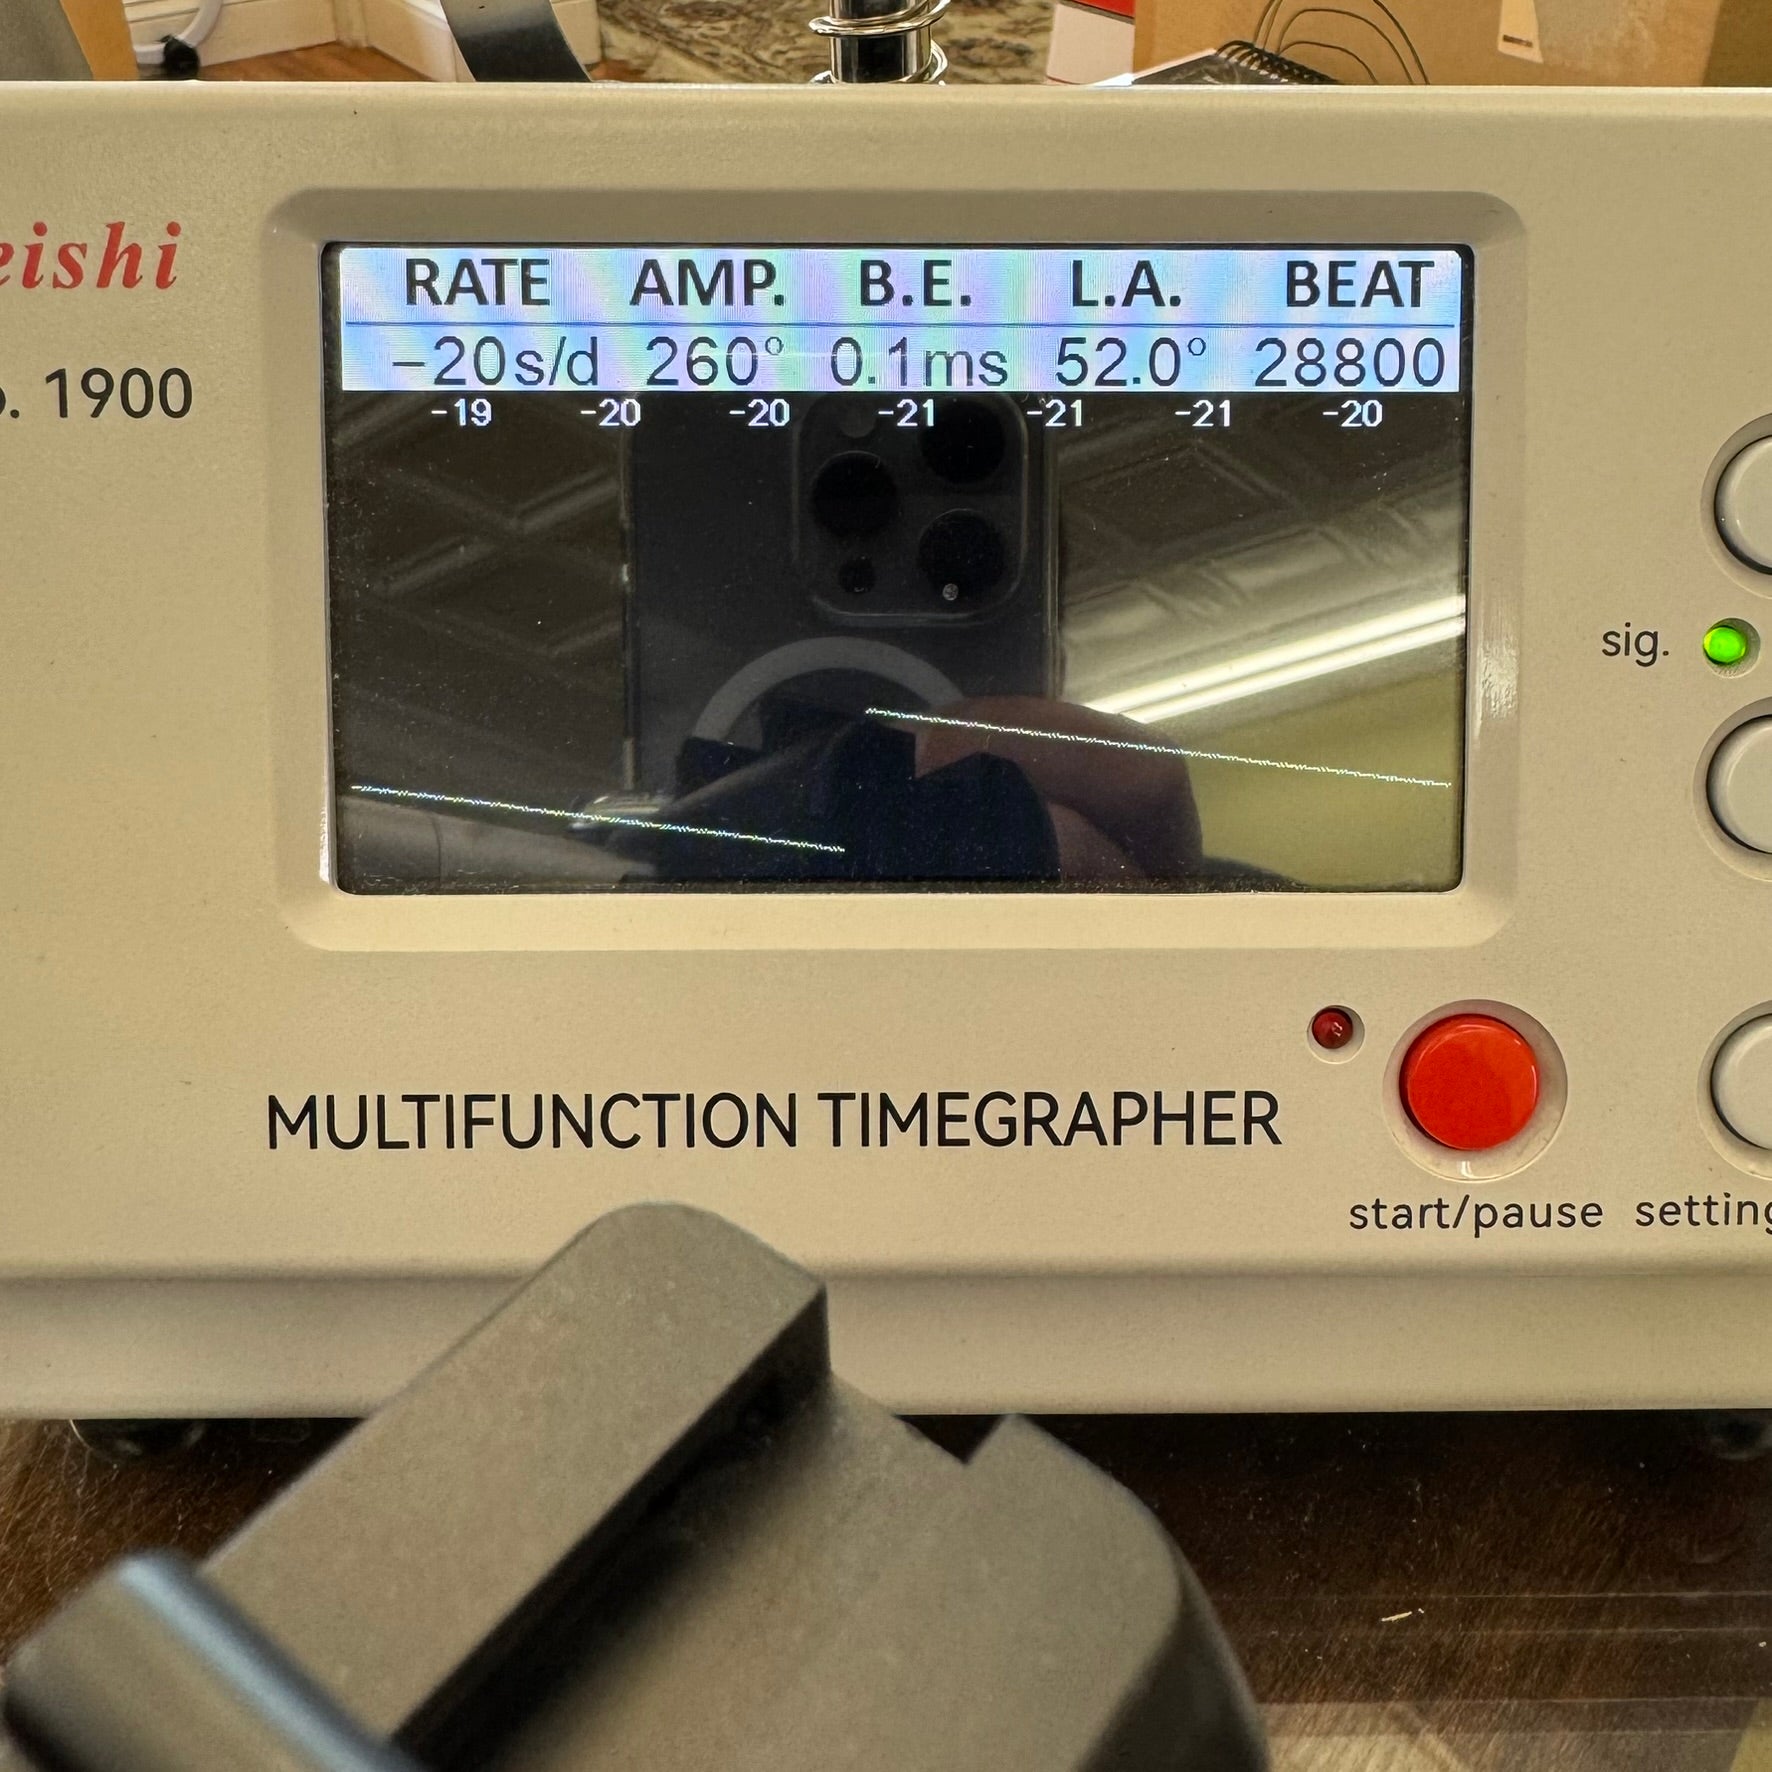 RATE AMP. B.E. L.A. BEAT
-20s/d 260° 0.1ms 52.0° 28800
-19 -20 -20 -21 -21 -21 -20
eishi
. 1900
sig.
MULTIFUNCTION TIMEGRAPHER
start/pause setting